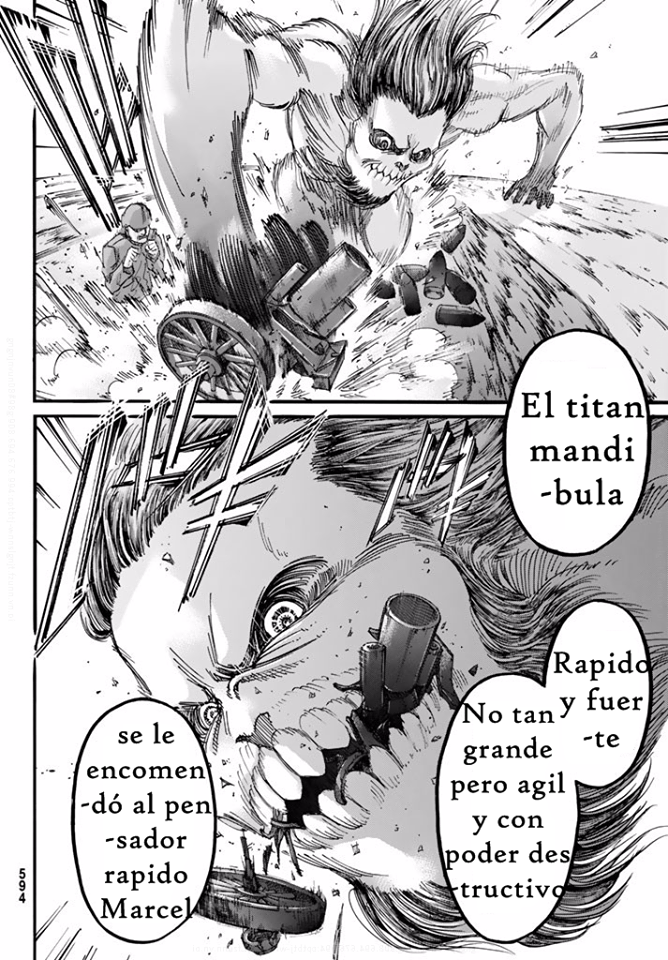 El titan
mandi
-bula
Rapido
y fuer
-te
No tan
grande
pero agil
y con
poder des
-tructivo
se le
encomen
-dó al pen
-sador
rapido
Marcel
594